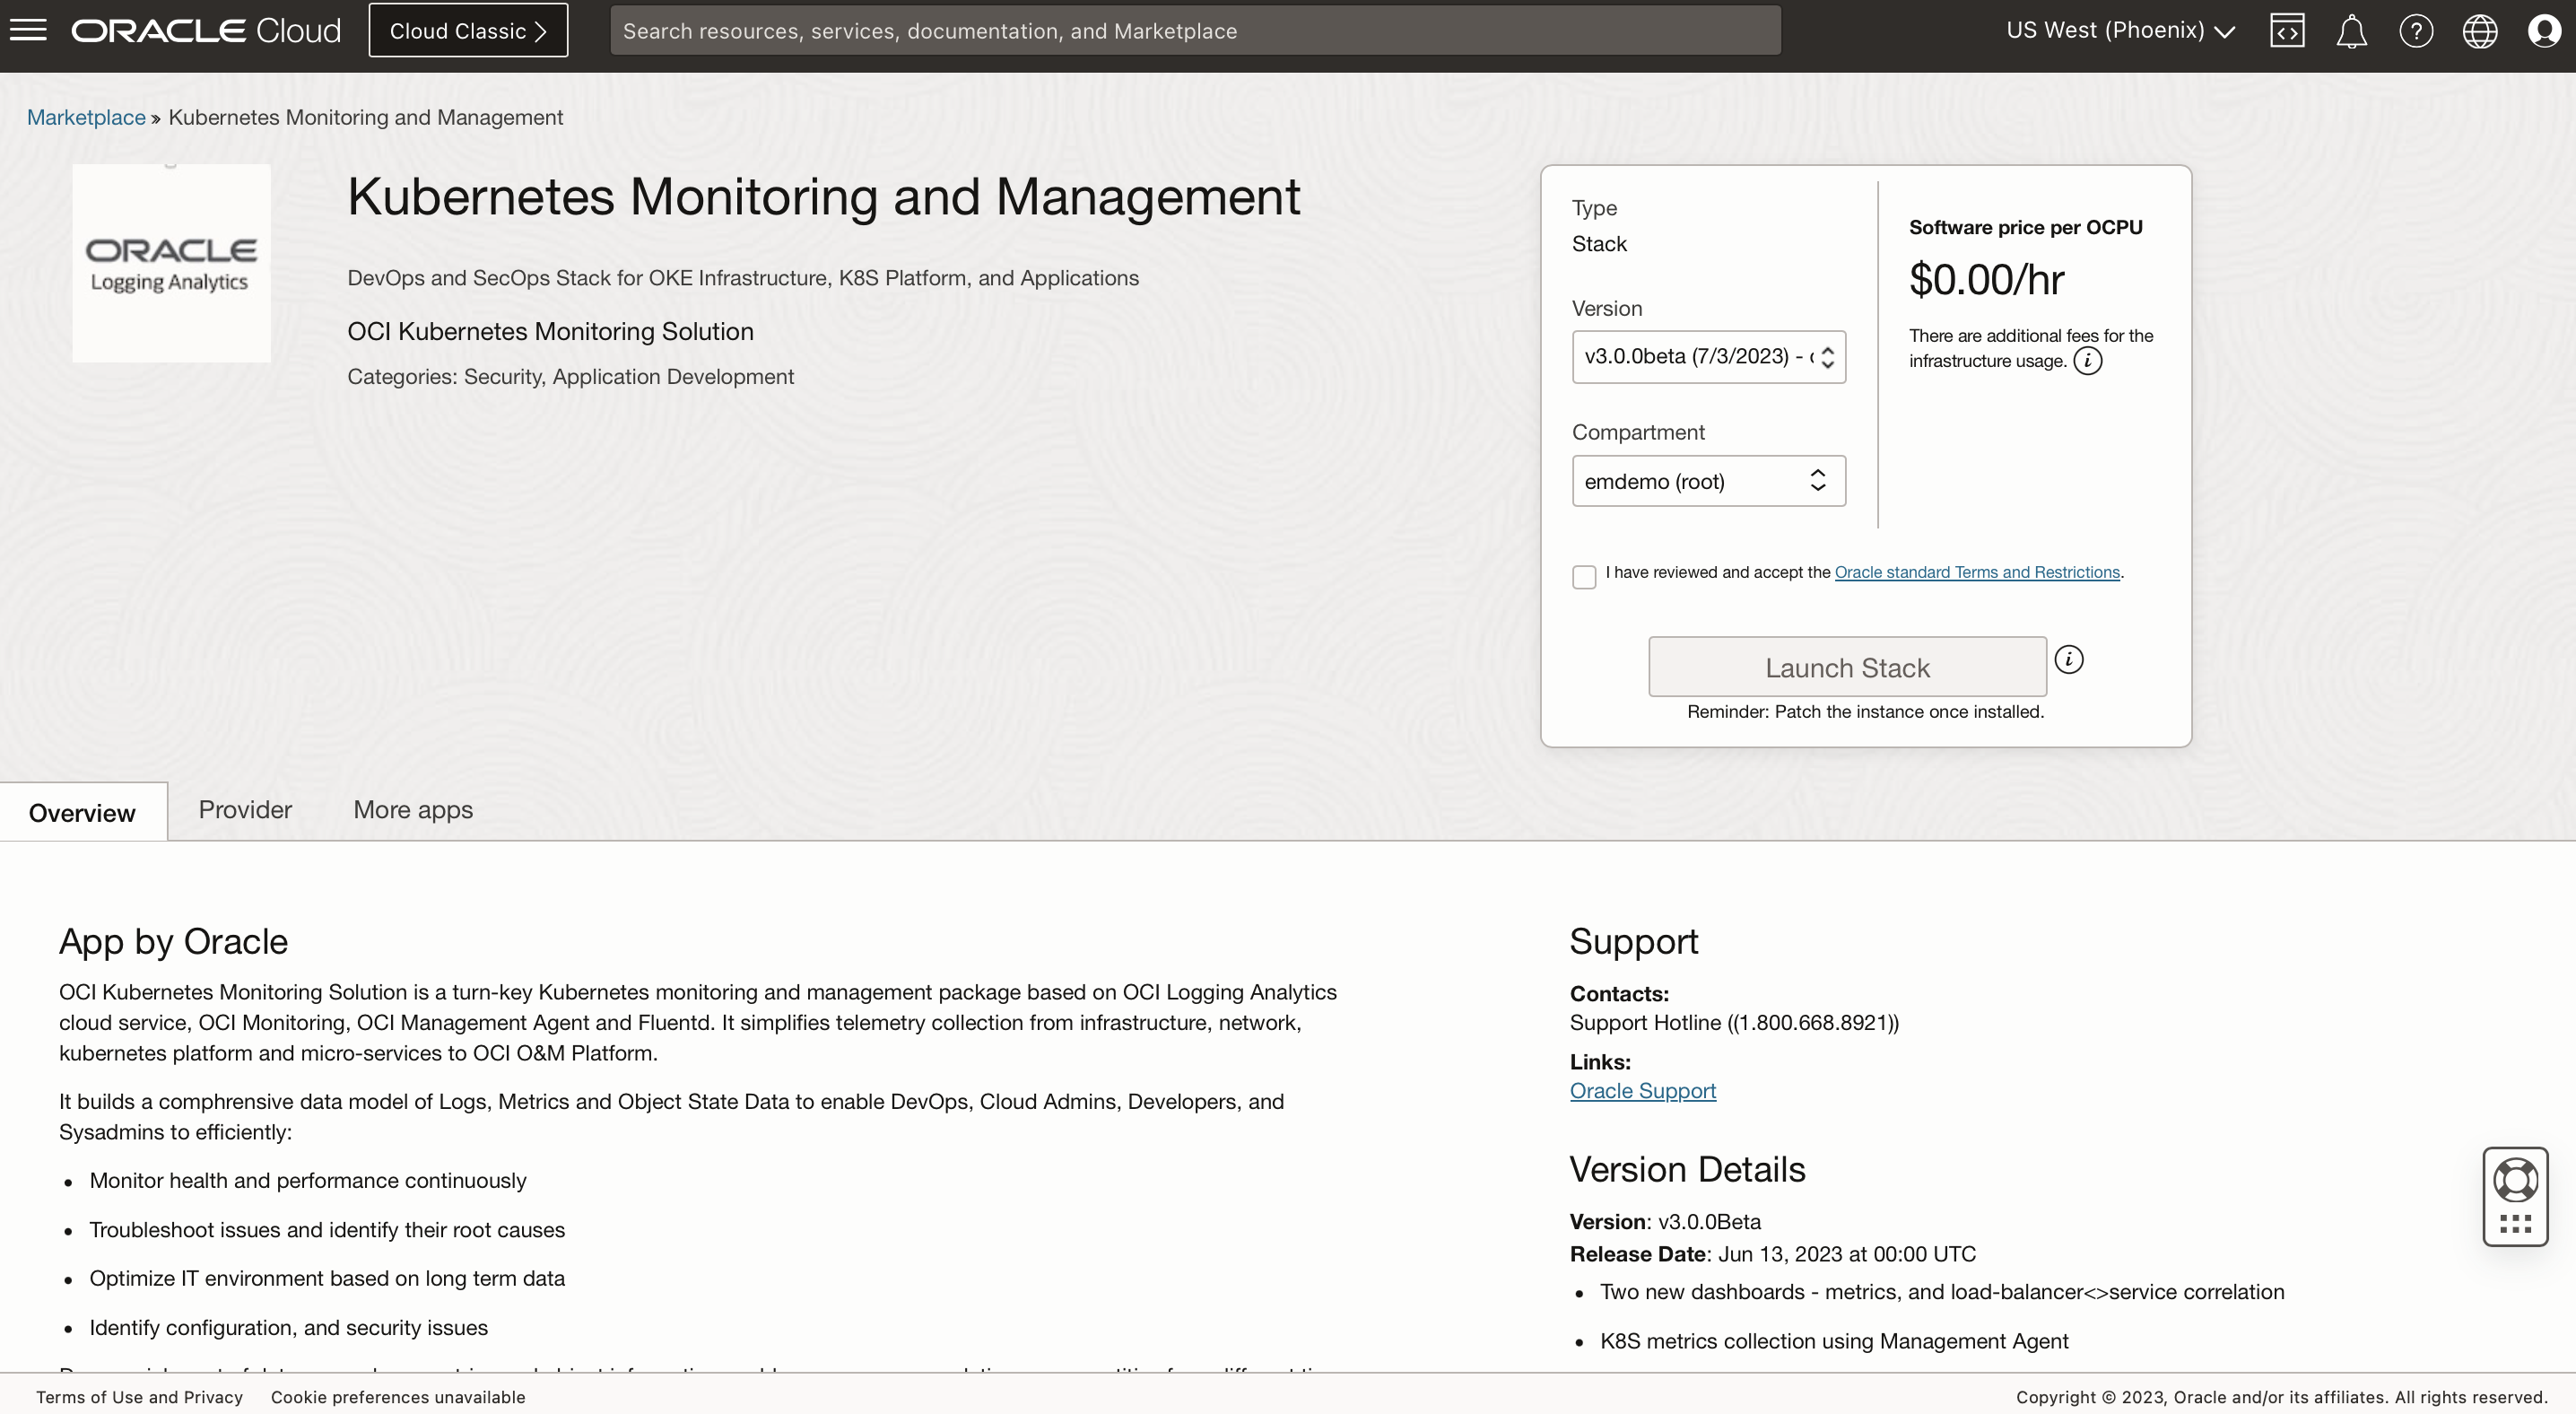 ORACLE Cloud
Cloud Classic
Search resources, services, documentation, and Marketplace
US West (Phoenix)
Marketplace » Kubernetes Monitoring and Management
ORACLE
Logging Analytics
Kubernetes Monitoring and Management
DevOps and SecOps Stack for OKE Infrastructure, K8S Platform, and Applications
OCI Kubernetes Monitoring Solution
Categories: Security, Application Development
Type
Stack
Version
v3.0.0beta (7/3/2023) -
Compartment
emdemo (root)
Software price per OCPU
$0.00/hr
There are additional fees for the
infrastructure usage.
I have reviewed and accept the Oracle standard Terms and Restrictions.
Launch Stack
Reminder: Patch the instance once installed.
Overview
Provider
More apps
App by Oracle
OCI Kubernetes Monitoring Solution is a turn-key Kubernetes monitoring and management package based on OCI Logging Analytics
cloud service, OCI Monitoring, OCI Management Agent and Fluentd. It simplifies telemetry collection from infrastructure, network,
kubernetes platform and micro-services to OCI O&M Platform.
It builds a comphrensive data model of Logs, Metrics and Object State Data to enable DevOps, Cloud Admins, Developers, and
Sysadmins to efficiently:
• Monitor health and performance continuously
• Troubleshoot issues and identify their root causes
• Optimize IT environment based on long term data
• Identify configuration, and security issues
Support
Contacts:
Support Hotline ((1.800.668.8921))
Links:
Oracle Support
Version Details
Version: v3.0.0Beta
Release Date: Jun 13, 2023 at 00:00 UTC
• Two new dashboards - metrics, and load-balancer<>service correlation
• K8S metrics collection using Management Agent
Terms of Use and Privacy
Cookie preferences unavailable
Copyright © 2023, Oracle and/or its affiliates. All rights reserved.